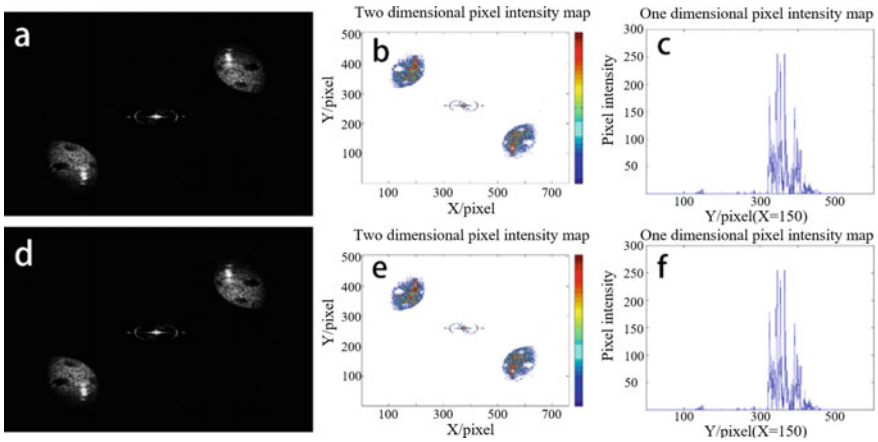 a
Two dimensional pixel intensity map
b
Y/pixel
500
400
300
200
100
100 300 500 700
X/pixel
One dimensional pixel intensity map
c
Pixel intensity
300
250
200
150
100
50
100 300 500
Y/pixel(X=150)
d
Two dimensional pixel intensity map
e
Y/pixel
500
400
300
200
100
100 300 500 700
X/pixel
One dimensional pixel intensity map
f
Pixel intensity
300
250
200
150
100
50
100 300 500
Y/pixel(X=150)